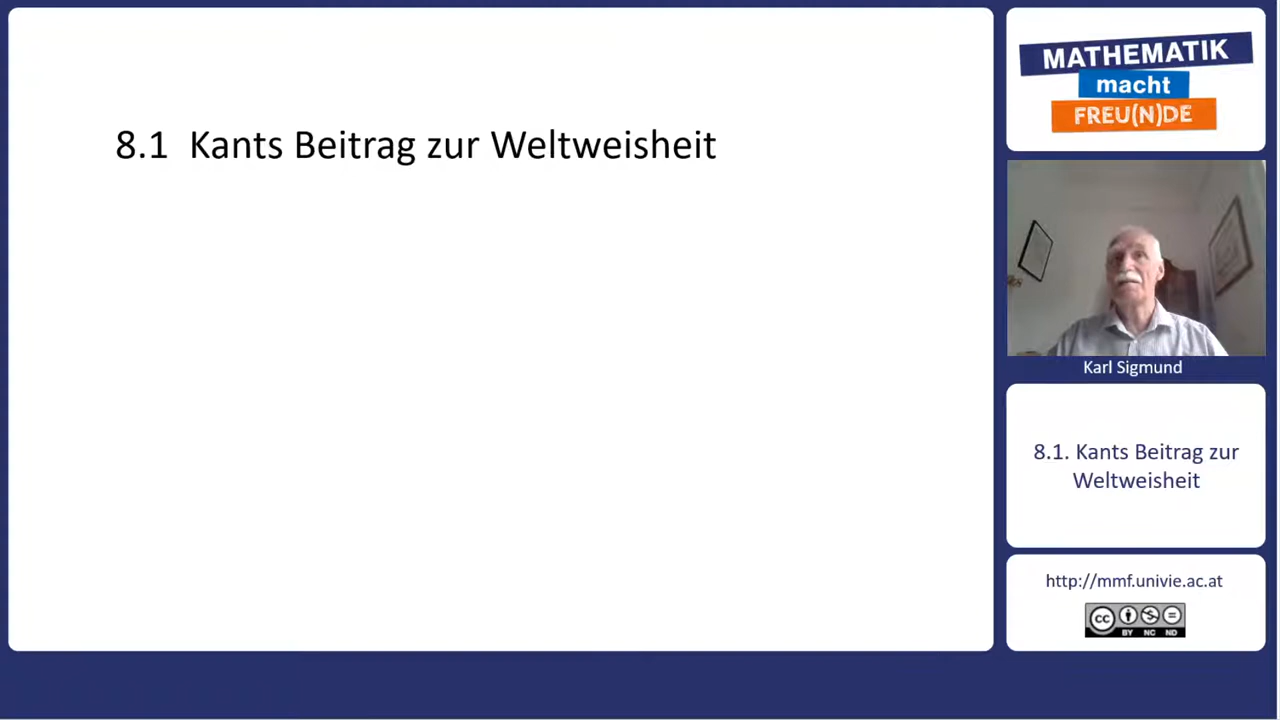 8.1 Kants Beitrag zur Weltweisheit
MATHEMATIK
macht
FREU(N)DE
Karl Sigmund
8.1. Kants Beitrag zur
Weltweisheit
http://mmf.univie.ac.at
cc
BY NC ND